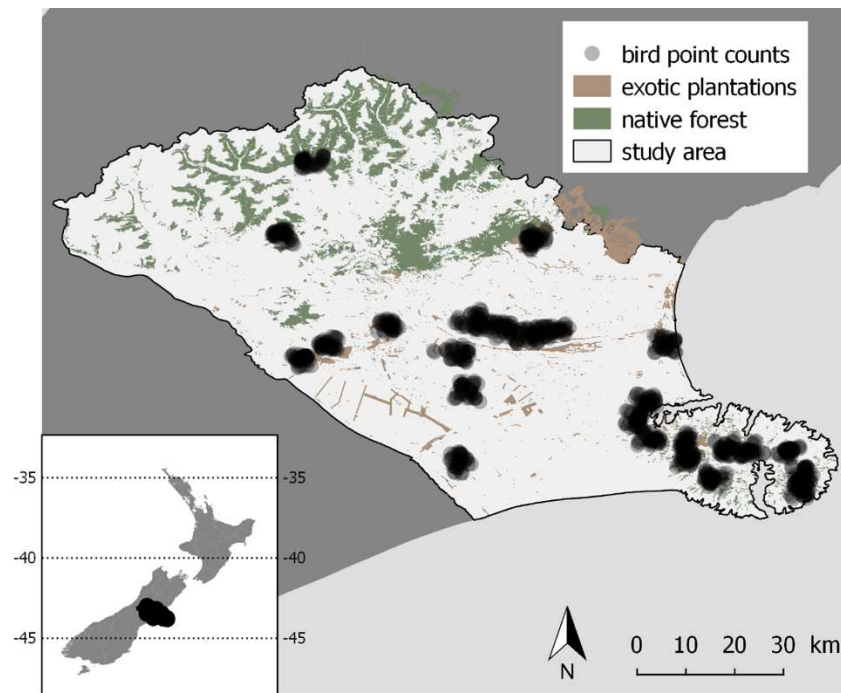 bird point counts
exotic plantations
native forest
study area
-35
-35
-40
-40
-45
-45
N
0 10 20 30 km